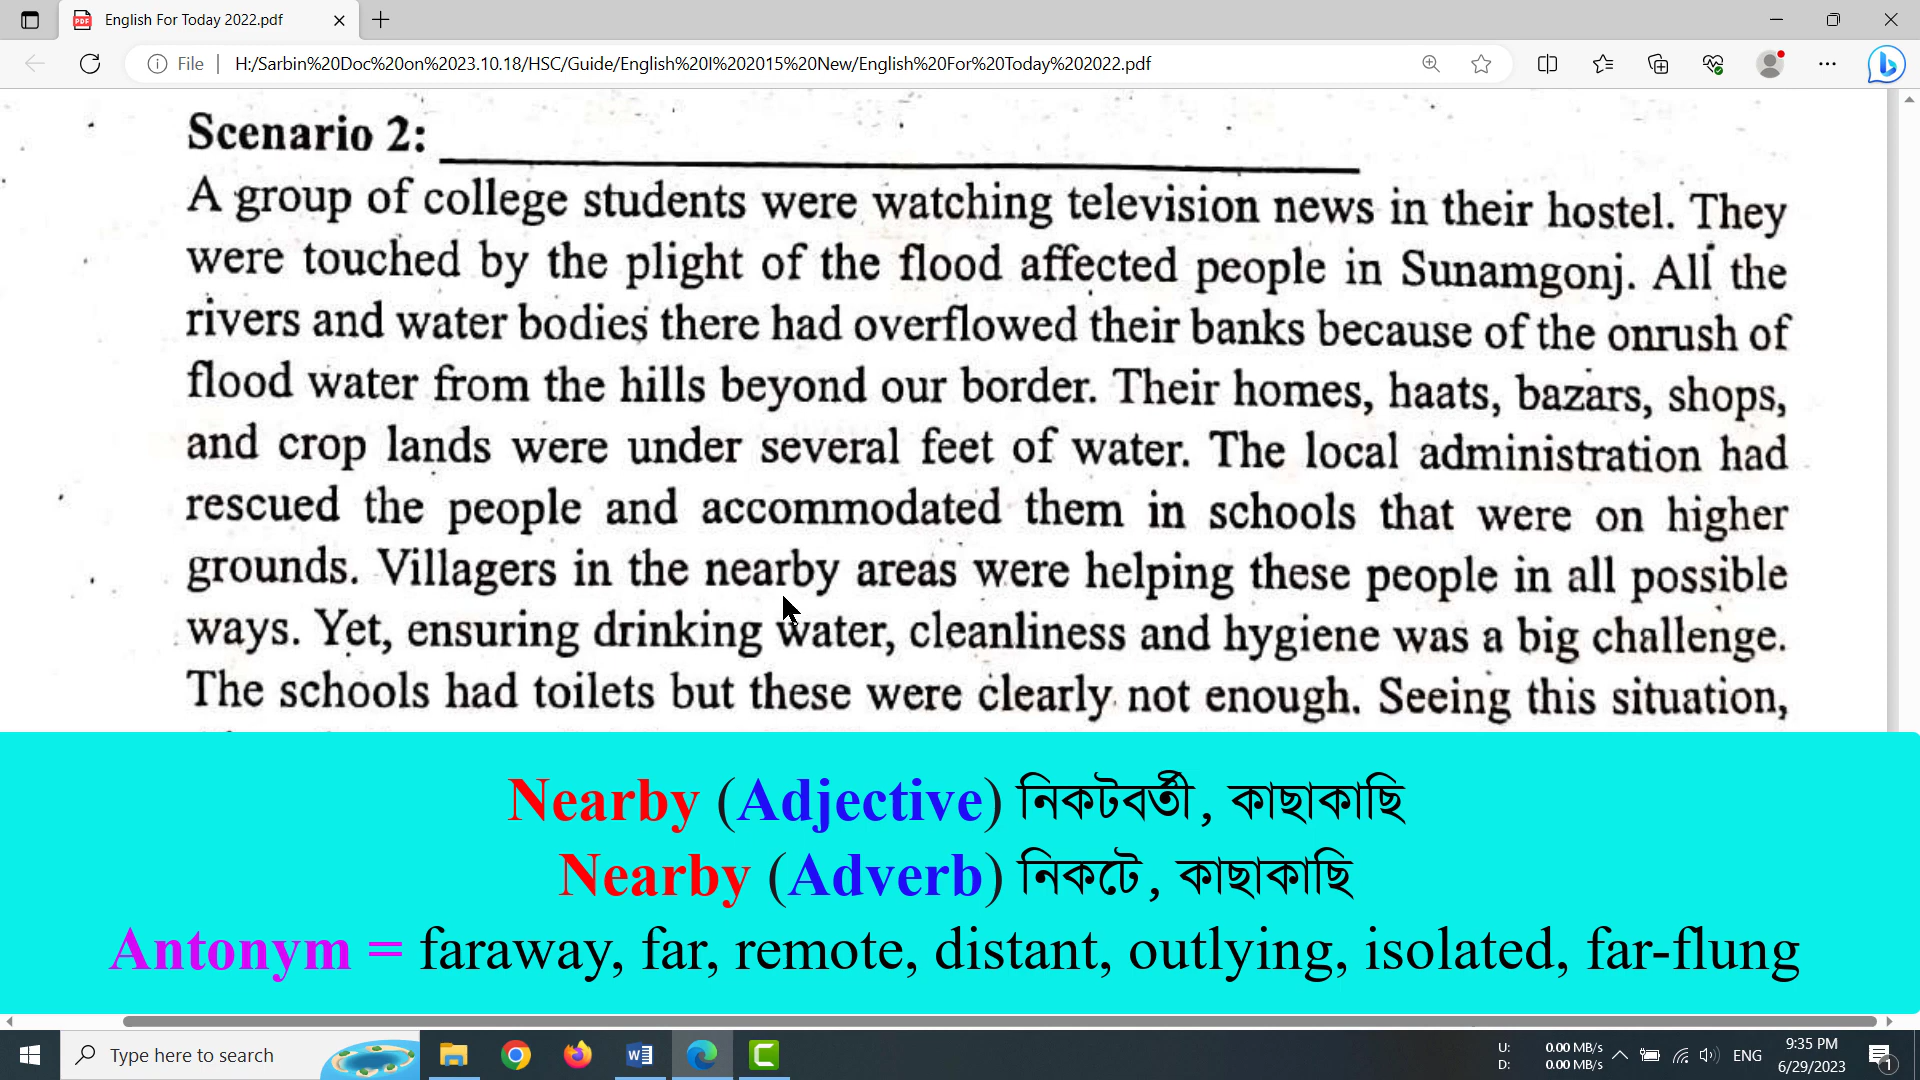 English For Today 2022.pdf
File
H:/Sarbin%20Doc%20on%2023.10.18/HSC/Guide/English%20I%202015%20New/English%20For%20Today%202022.pdf
Scenario 2:
A group of college students were watching television news in their hostel. They
were touched by the plight of the flood affected people in Sunamgonj. All the
rivers and water bodies there had overflowed their banks because of the onrush of
flood water from the hills beyond our border. Their homes, haats, bazars, shops,
and crop lands were under several feet of water. The local administration had
rescued the people and accommodated them in schools that were on higher
grounds. Villagers in the nearby areas were helping these people in all possible
ways. Yet, ensuring drinking water, cleanliness and hygiene was a big challenge.
The schools had toilets but these were clearly not enough. Seeing this situation,
Nearby (Adjective) নিকটবর্তী, কাছাকাছি
Nearby (Adverb) নিকটে, কাছাকাছি
Antonym = faraway, far, remote, distant, outlying, isolated, far-flung
Type here to search
U: 0.00 MB/s
D: 0.00 MB/s
ENG
9:35 PM
6/29/2023
1